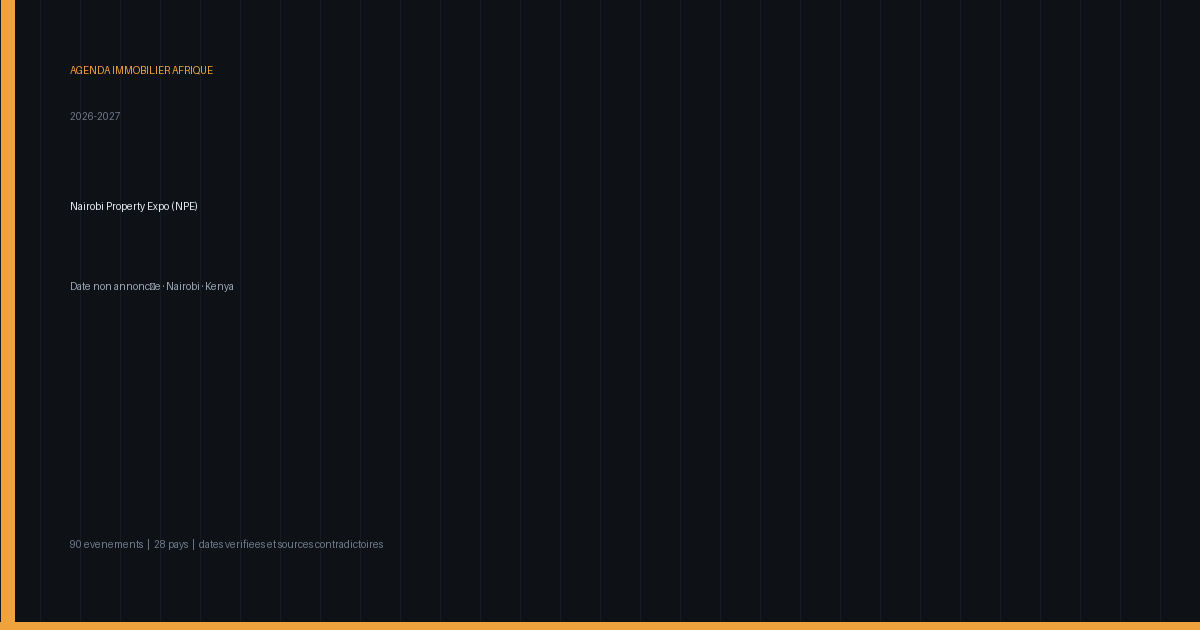 AGENDA IMMOBILIER AFRIQUE
2026-2027
Nairobi Property Expo (NPE)
Date non annonc▯e · Nairobi · Kenya
90 evenements | 28 pays | dates verifiees et sources contradictoires